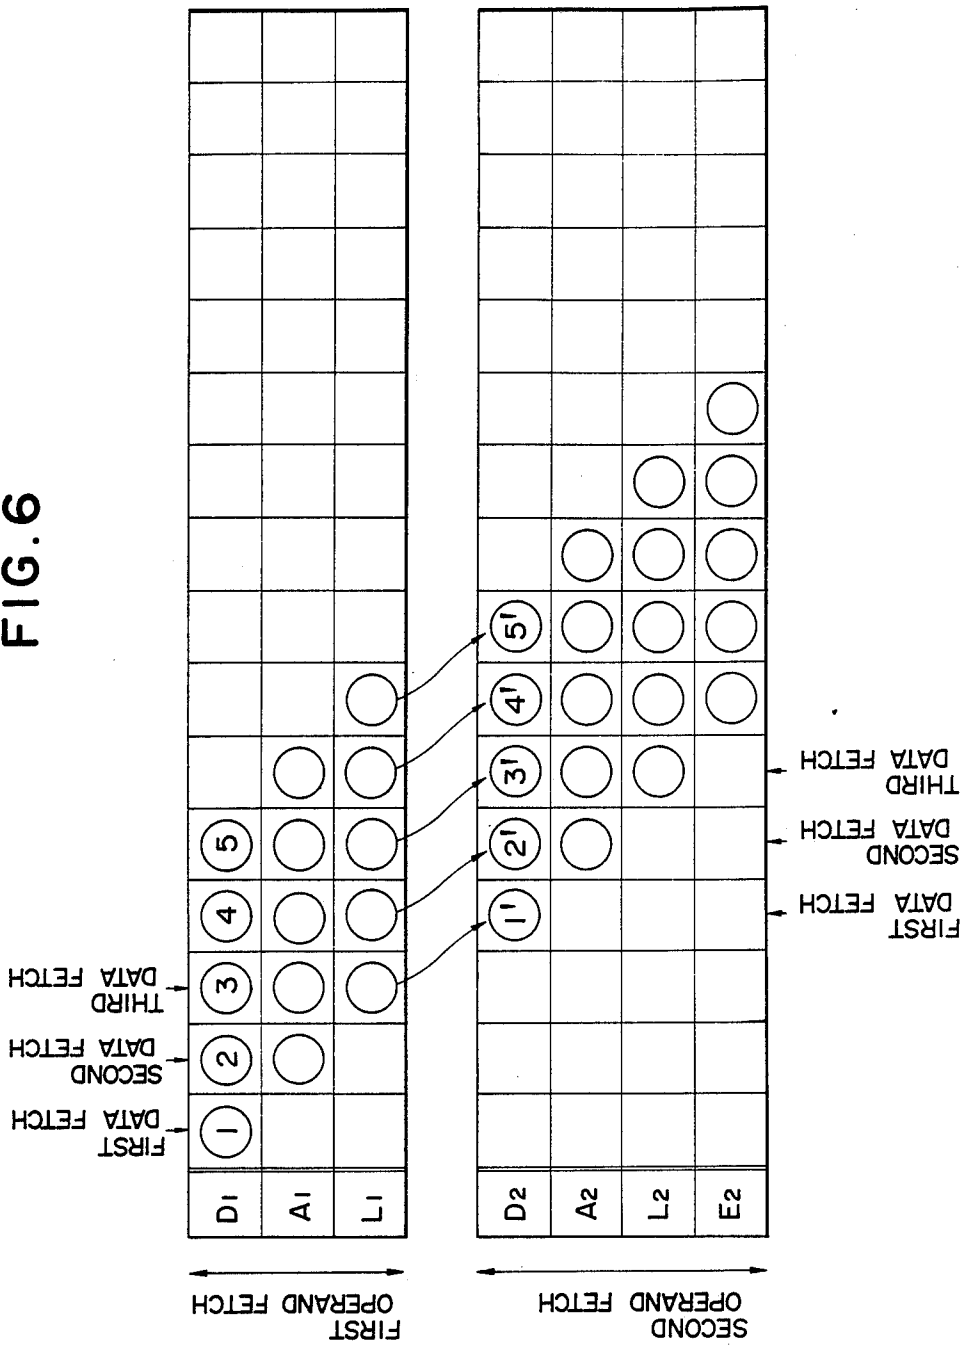 FIG. 6
FIRST
DATA FETCH
SECOND
DATA FETCH
THIRD
DATA FETCH
FIRST
OPERAND FETCH
D1
1
2
3
4
5
A1
L1
SECOND
OPERAND FETCH
D2
1'
2'
3'
4'
5'
A2
L2
E2
FIRST
DATA FETCH
SECOND
DATA FETCH
THIRD
DATA FETCH